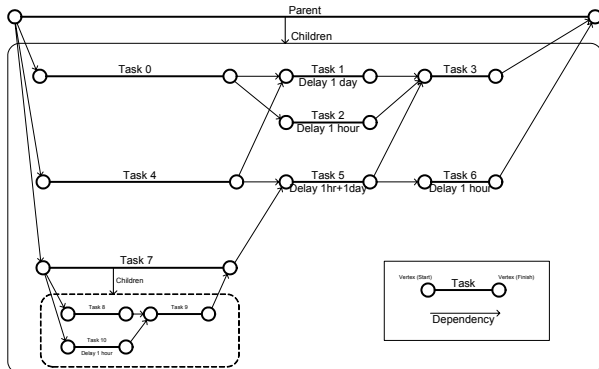 Parent
Children
Task 0
Task 1
Delay 1 day
Task 3
Task 2
Delay 1 hour
Task 4
Task 5
Delay 1hr+1day
Task 6
Delay 1 hour
Task 7
Children
Task 8
Task 9
Task 10
Delay 1 hour
Vertex (Start)
Vertex (Finish)
Task
Dependency